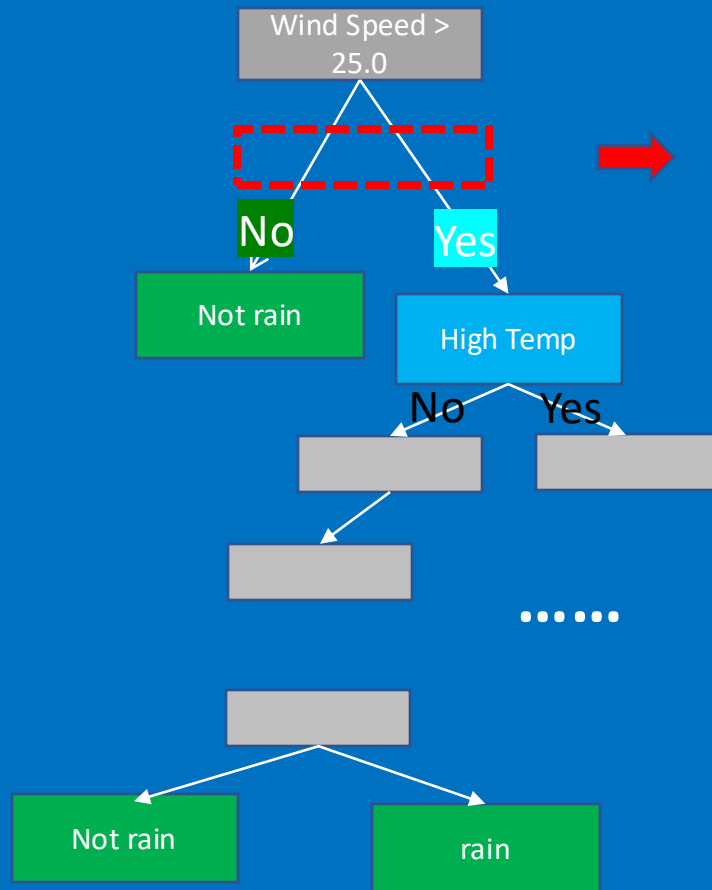 Wind Speed >
25.0
No
Yes
Not rain
High Temp
No
Yes
......
Not rain
rain